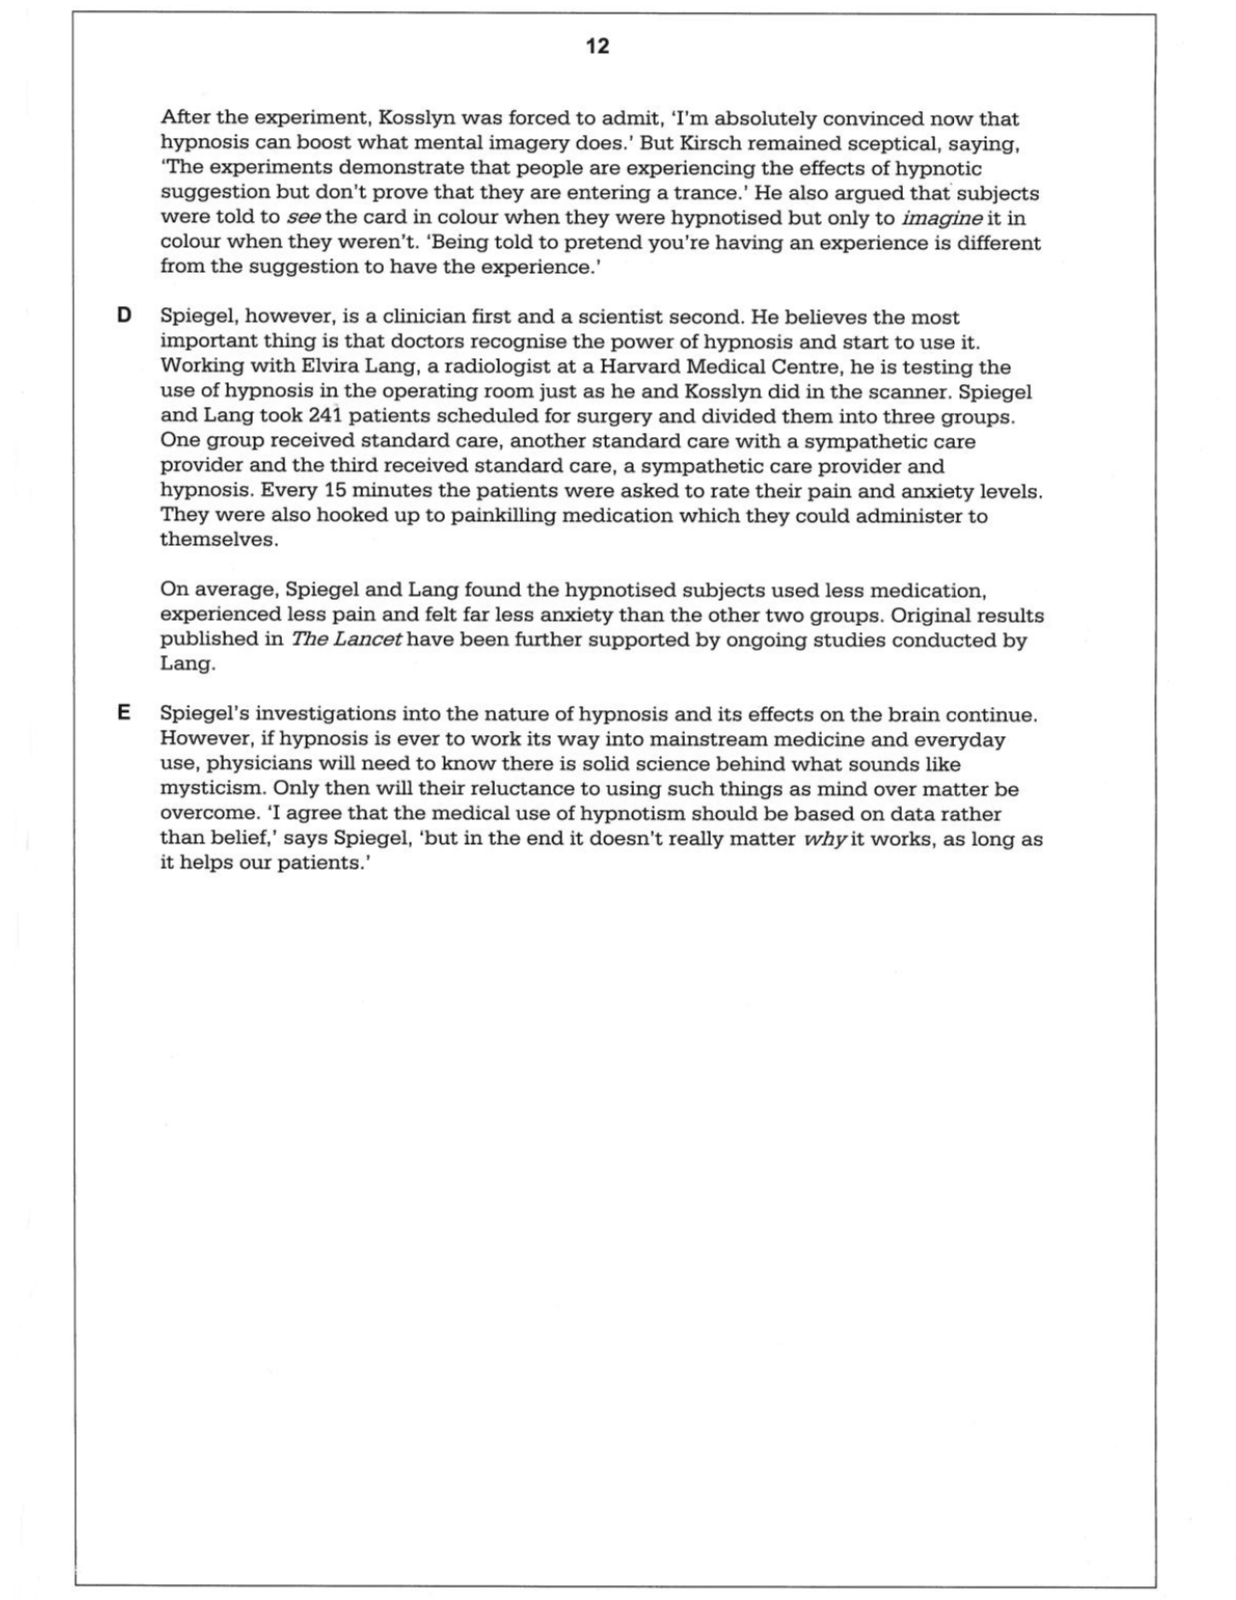 12
After the experiment, Kosslyn was forced to admit, ‘I’m absolutely convinced now that
hypnosis can boost what mental imagery does.’ But Kirsch remained sceptical, saying,
‘The experiments demonstrate that people are experiencing the effects of hypnotic
suggestion but don’t prove that they are entering a trance.’ He also argued that subjects
were told to see the card in colour when they were hypnotised but only to imagine it in
colour when they weren’t. ‘Being told to pretend you’re having an experience is different
from the suggestion to have the experience.’
D Spiegel, however, is a clinician first and a scientist second. He believes the most
important thing is that doctors recognise the power of hypnosis and start to use it.
Working with Elvira Lang, a radiologist at a Harvard Medical Centre, he is testing the
use of hypnosis in the operating room just as he and Kosslyn did in the scanner. Spiegel
and Lang took 241 patients scheduled for surgery and divided them into three groups.
One group received standard care, another standard care with a sympathetic care
provider and the third received standard care, a sympathetic care provider and
hypnosis. Every 15 minutes the patients were asked to rate their pain and anxiety levels.
They were also hooked up to painkilling medication which they could administer to
themselves.
On average, Spiegel and Lang found the hypnotised subjects used less medication,
experienced less pain and felt far less anxiety than the other two groups. Original results
published in The Lancet have been further supported by ongoing studies conducted by
Lang.
E Spiegel’s investigations into the nature of hypnosis and its effects on the brain continue.
However, if hypnosis is ever to work its way into mainstream medicine and everyday
use, physicians will need to know there is solid science behind what sounds like
mysticism. Only then will their reluctance to using such things as mind over matter be
overcome. ‘I agree that the medical use of hypnotism should be based on data rather
than belief,’ says Spiegel, ‘but in the end it doesn’t really matter why it works, as long as
it helps our patients.’